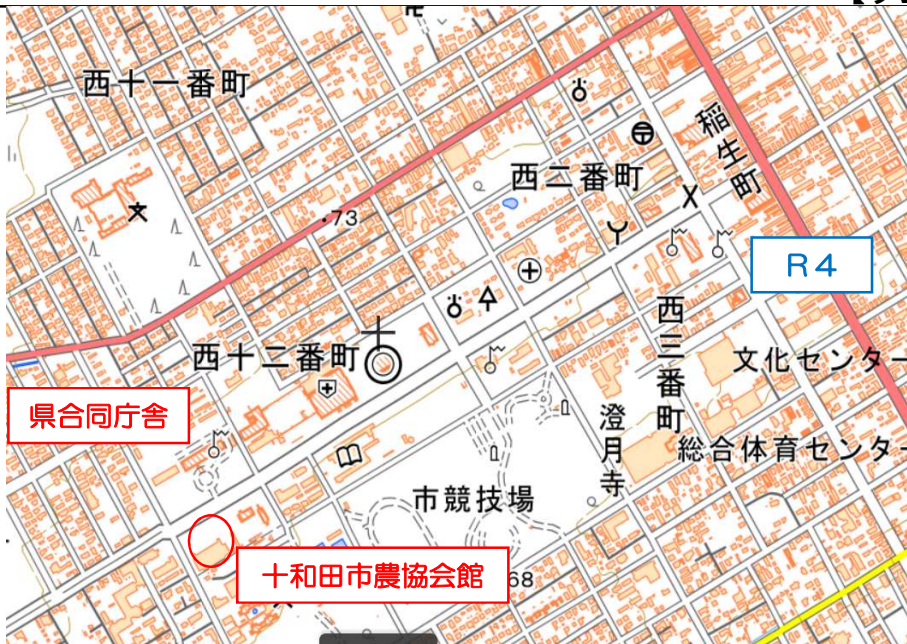 西十一番町
稲生町
西二番町
・73
R4
西三番町
西十二番町
文化センター
県合同庁舎
澄月寺
総合体育センター
市競技場
十和田市農協会館
68